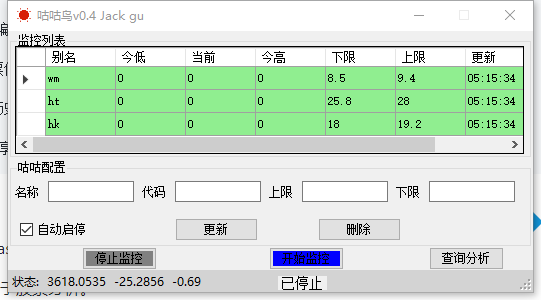 咕咕鸟v0.4 Jack gu
监控列表
别名 今低 当前 今高 下限 上限 更新
wm 0 0 0 8.5 9.4 05:15:34
ht 0 0 0 25.8 28 05:15:34
hk 0 0 0 18 19.2 05:15:34
咕咕配置
名称 代码 上限 下限
自动启停 更新 删除
停止监控 查询分析
状态: 3618.0535 -25.2856 -0.69 已停止